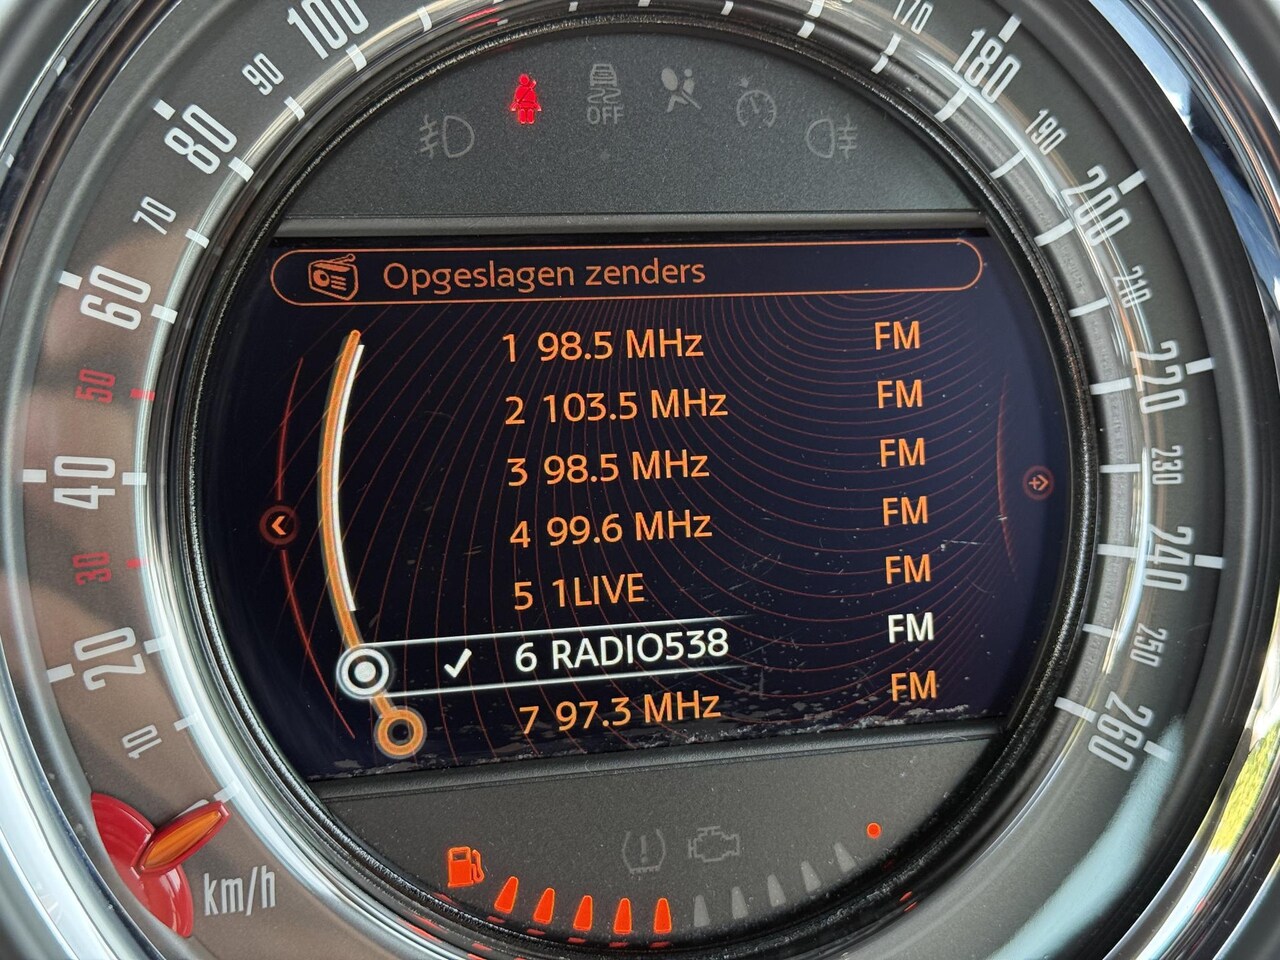 100
90
80
70
60
50
40
30
20
10
km/h
170
180
190
200
210
220
230
240
250
260
OFF
Opgeslagen zenders
1 98.5 MHz FM
2 103.5 MHz FM
3 98.5 MHz FM
4 99.6 MHz FM
5 1LIVE FM
6 RADIO538 FM
7 97.3 MHz FM